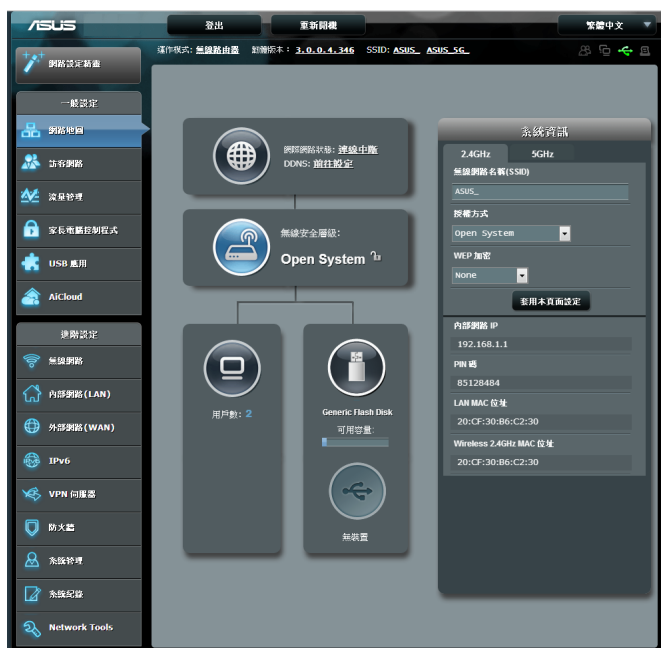 ASUS
登出
重新開機
繁體中文
運作模式: 無線路由器 韌體版本: 3.0.0.4.346 SSID: ASUS_ ASUS_5G_
網路設定精靈
一般設定
網路地圖
訪客網路
流量管理
家長電腦控制程式
USB 應用
AiCloud
進階設定
無線網路
內部網路(LAN)
外部網路(WAN)
IPv6
VPN 伺服器
防火牆
系統管理
系統紀錄
Network Tools
網際網路狀態: 連線中斷
DDNS: 前往設定
無線安全層級:
Open System
用戶數: 2
Generic Flash Disk
可用容量:
無裝置
系統資訊
2.4GHz 5GHz
無線網路名稱(SSID)
ASUS_
授權方式
Open System
WEP 加密
None
套用本頁面設定
內部網路 IP
192.168.1.1
PIN 碼
85128484
LAN MAC 位址
20:CF:30:B6:C2:30
Wireless 2.4GHz MAC 位址
20:CF:30:B6:C2:30